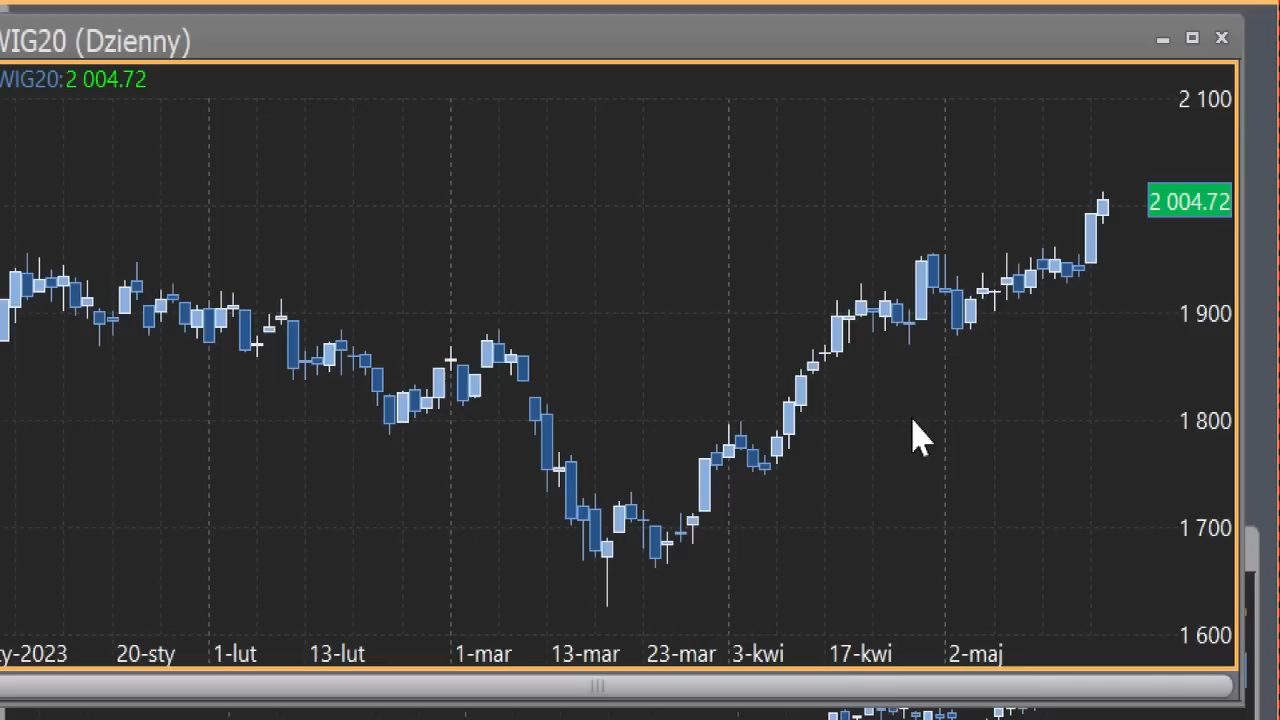 WIG20 (Dzienny)
WIG20:2 004.72
2 100
2 004.72
1 900
1 800
1 700
1 600
ty-2023 20-sty 1-lut 13-lut 1-mar 13-mar 23-mar 3-kwi 17-kwi 2-maj